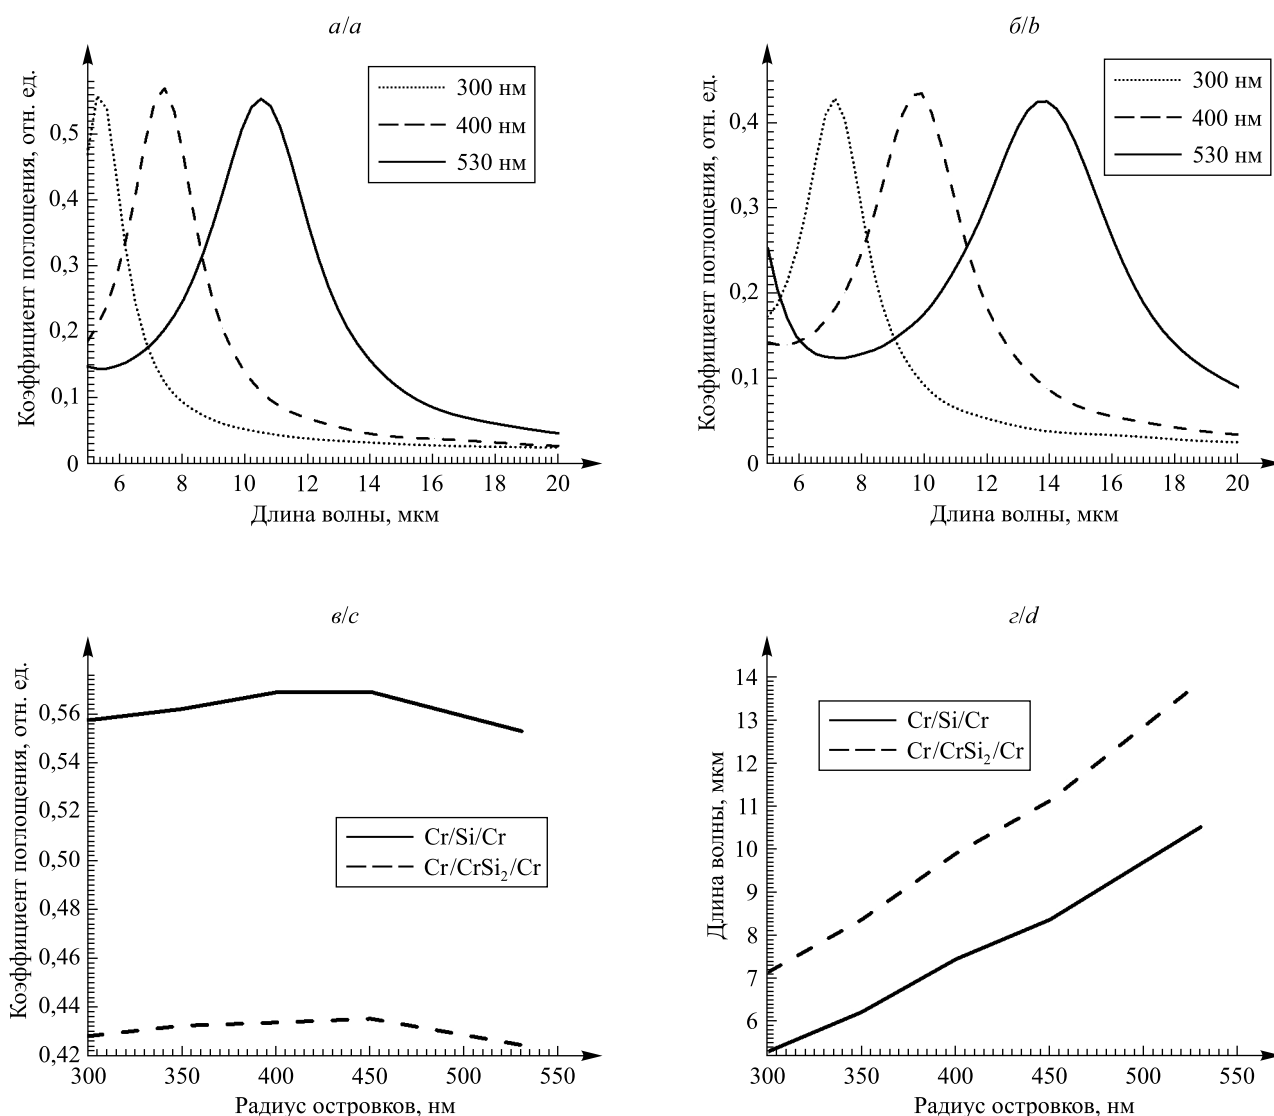 а/a
Коэффициент поглощения, отн. ед.
0,5
0,4
0,3
0,2
0,1
0
6 8 10 12 14 16 18 20
Длина волны, мкм
300 нм
400 нм
530 нм
б/b
Коэффициент поглощения, отн. ед.
0,4
0,3
0,2
0,1
0
6 8 10 12 14 16 18 20
Длина волны, мкм
300 нм
400 нм
530 нм
в/c
Коэффициент поглощения, отн. ед.
0,56
0,54
0,52
0,50
0,48
0,46
0,44
0,42
300 350 400 450 500 550
Радиус островков, нм
Cr/Si/Cr
Cr/CrSi₂/Cr
г/d
Длина волны, мкм
14
13
12
11
10
9
8
7
6
300 350 400 450 500 550
Радиус островков, нм
Cr/Si/Cr
Cr/CrSi₂/Cr